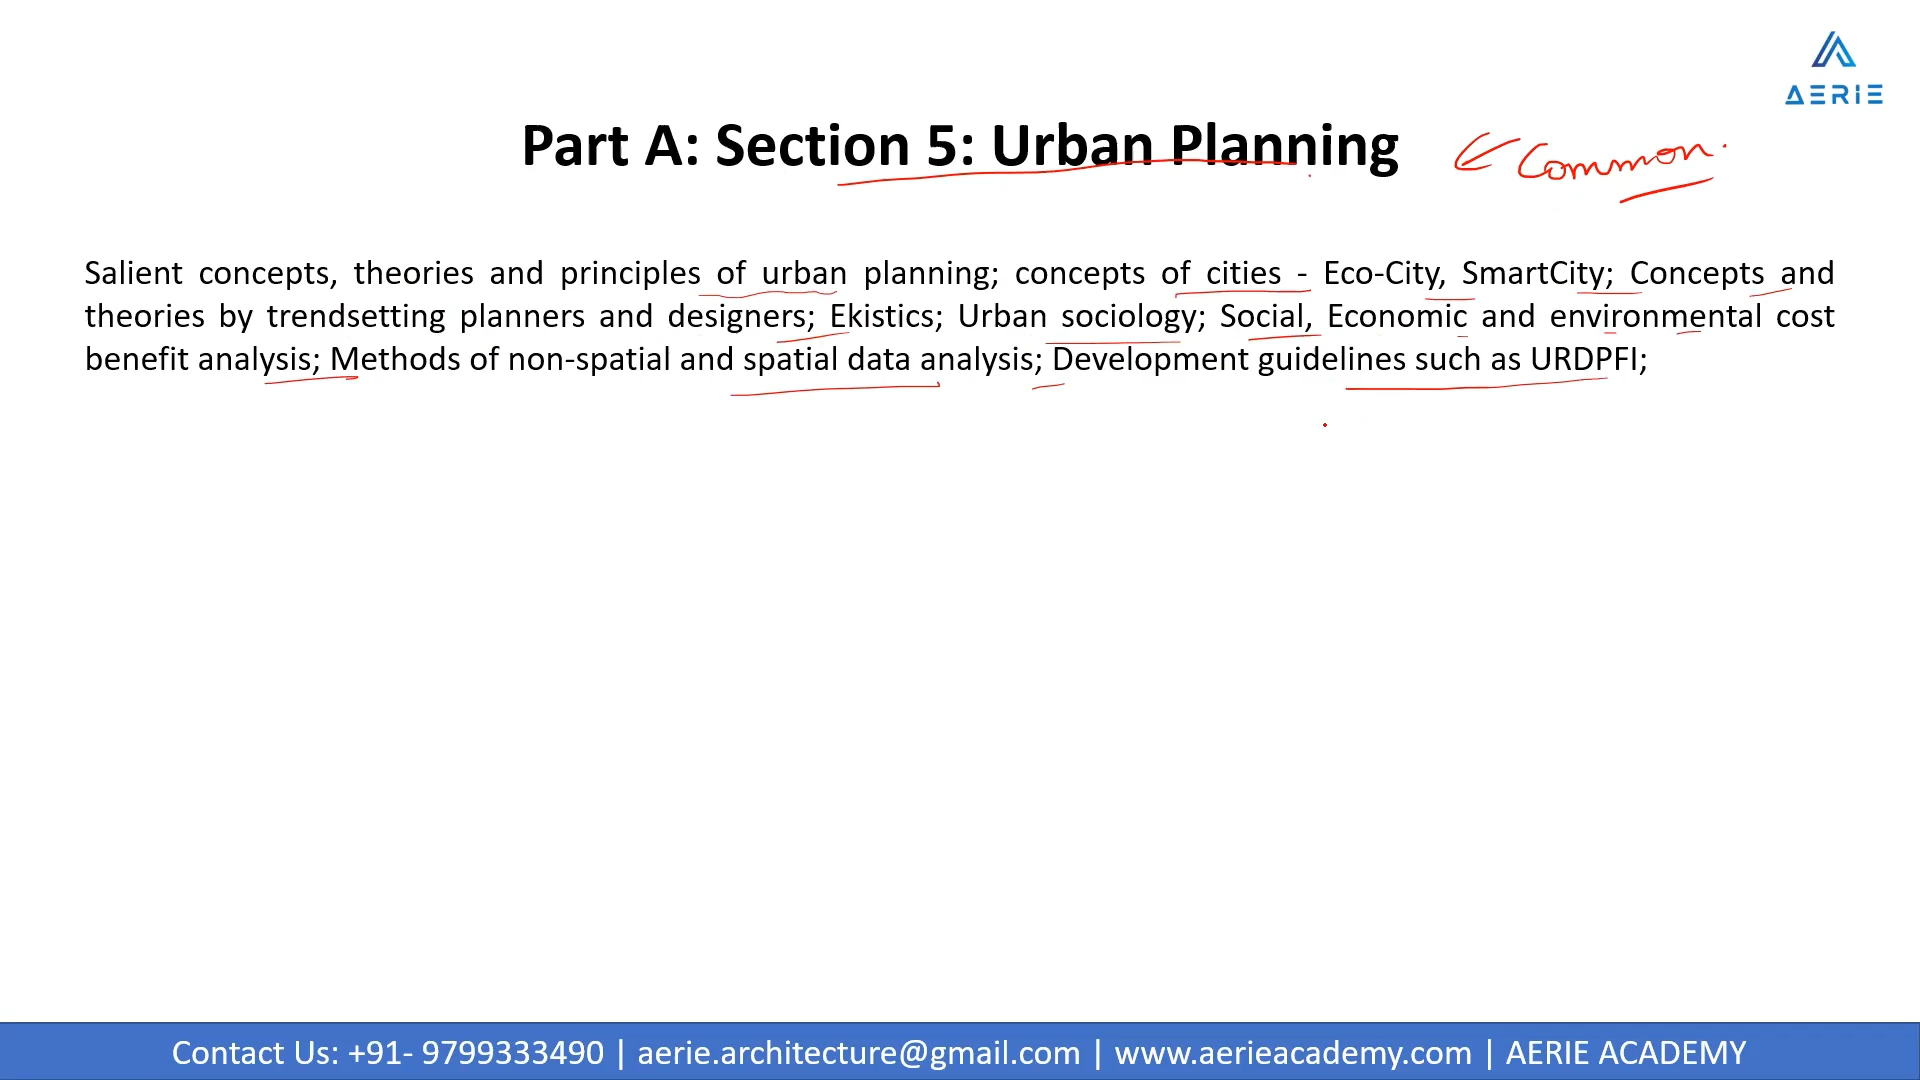 AERIE
Part A: Section 5: Urban Planning
Common.
Salient concepts, theories and principles of urban planning; concepts of cities - Eco-City, SmartCity; Concepts and
theories by trendsetting planners and designers; Ekistics; Urban sociology; Social, Economic and environmental cost
benefit analysis; Methods of non-spatial and spatial data analysis; Development guidelines such as URDPFI;
Contact Us: +91- 9799333490 | aerie.architecture@gmail.com | www.aerieacademy.com | AERIE ACADEMY